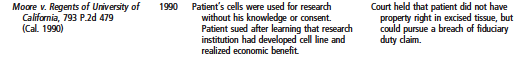 Moore v. Regents of University of 1990 Patient's cells were used for research Court held that patient did not have
California, 793 P.2d 479 without his knowledge or consent. property right in excised tissue, but
(Cal. 1990) Patient sued after learning that research could pursue a breach of fiduciary
institution had developed cell line and duty claim.
realized economic benefit.